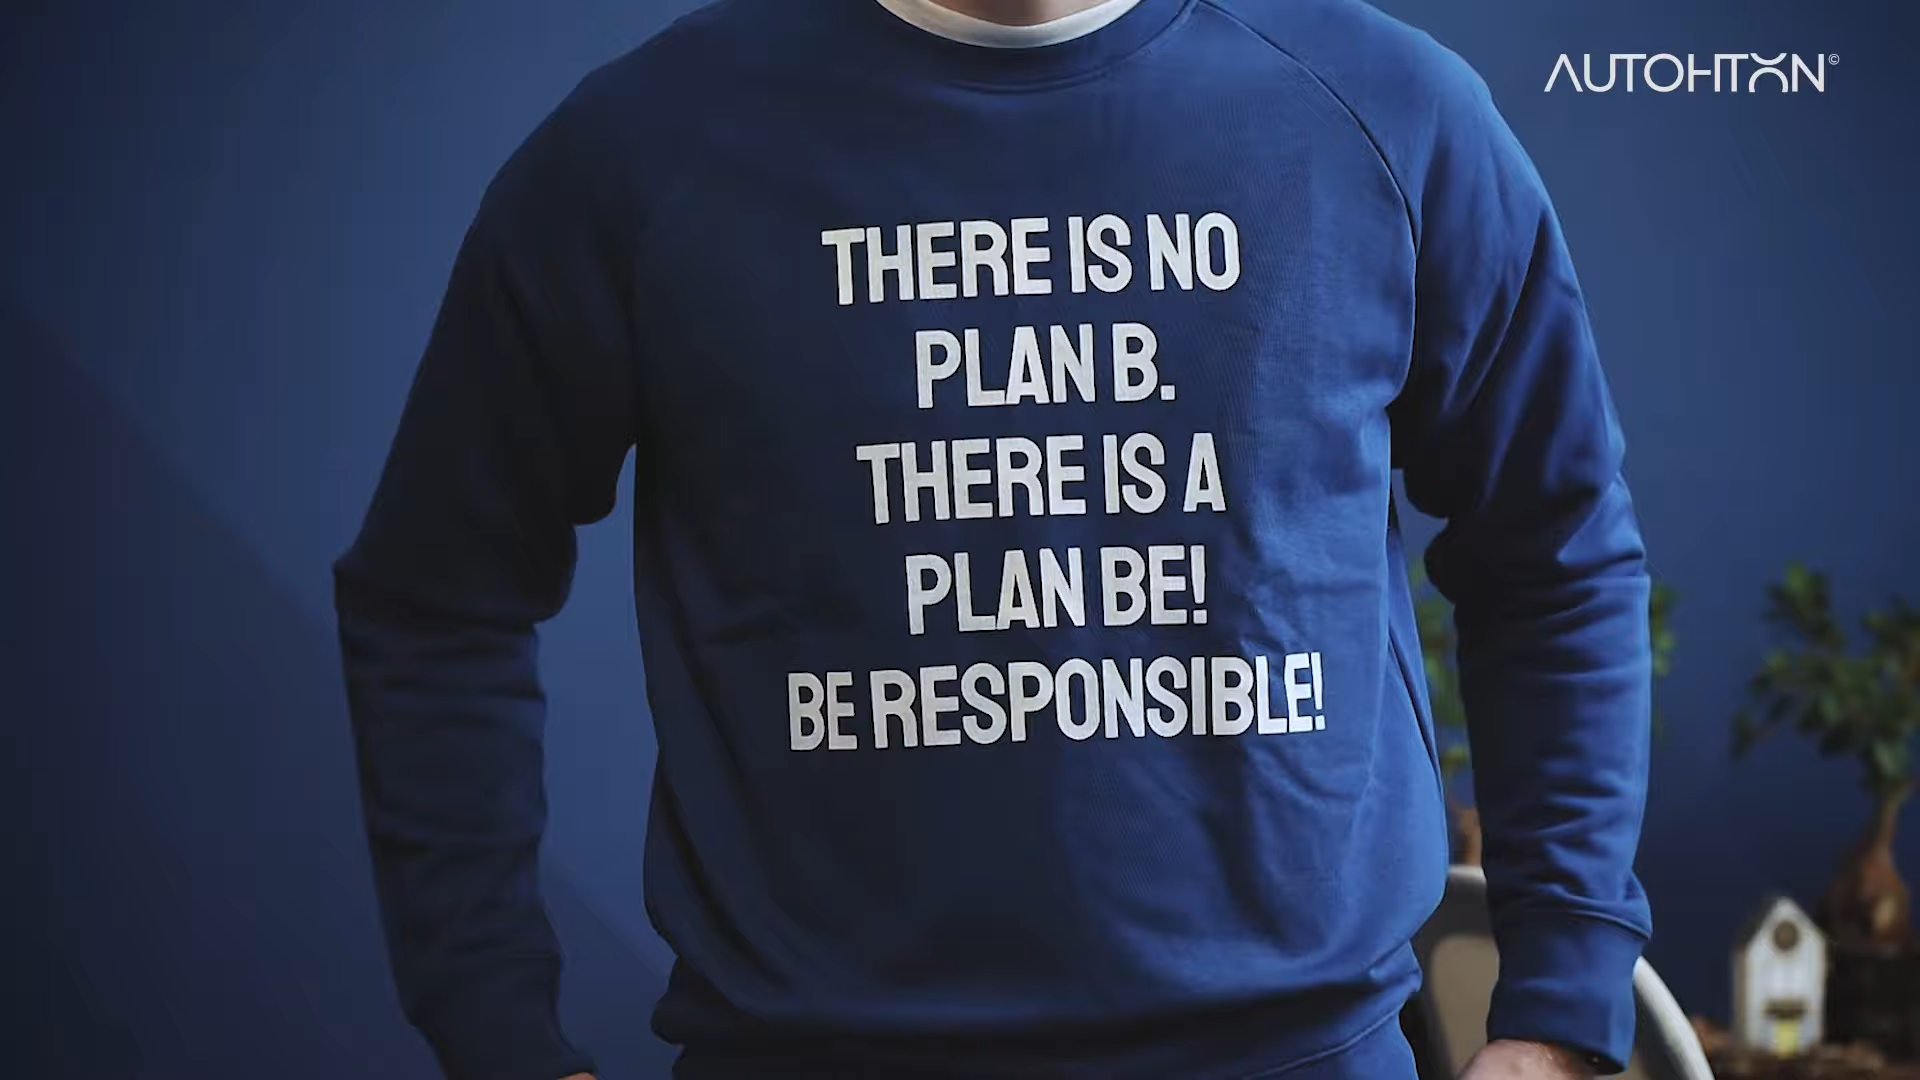 AUTOHTON©
THERE IS NO
PLAN B.
THERE IS A
PLAN BE!
BE RESPONSIBLE!